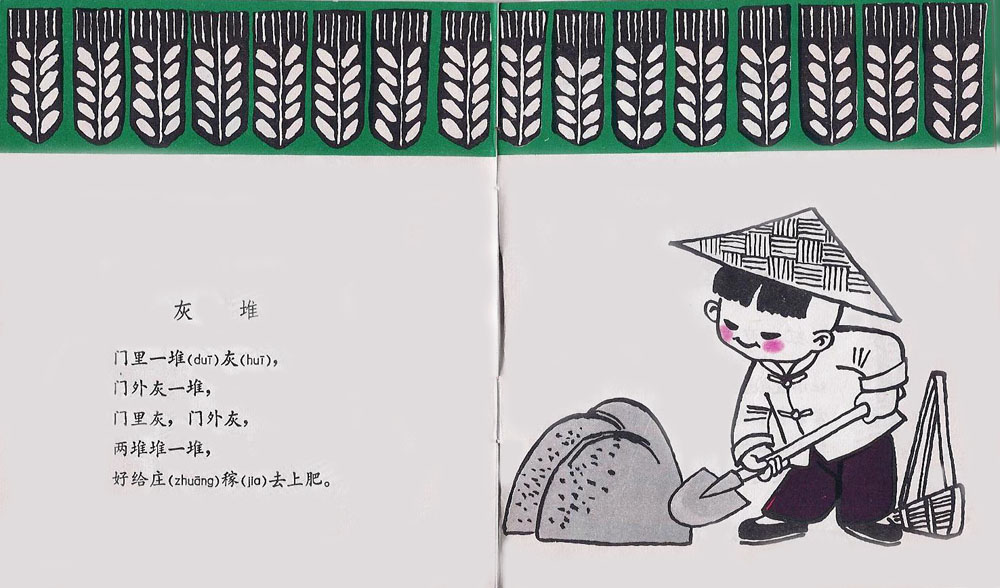 灰 堆
门里一堆(duī)灰(huī),
门外灰一堆,
门里灰,门外灰,
两堆堆一堆,
好给庄(zhuāng)稼(jia)去上肥。